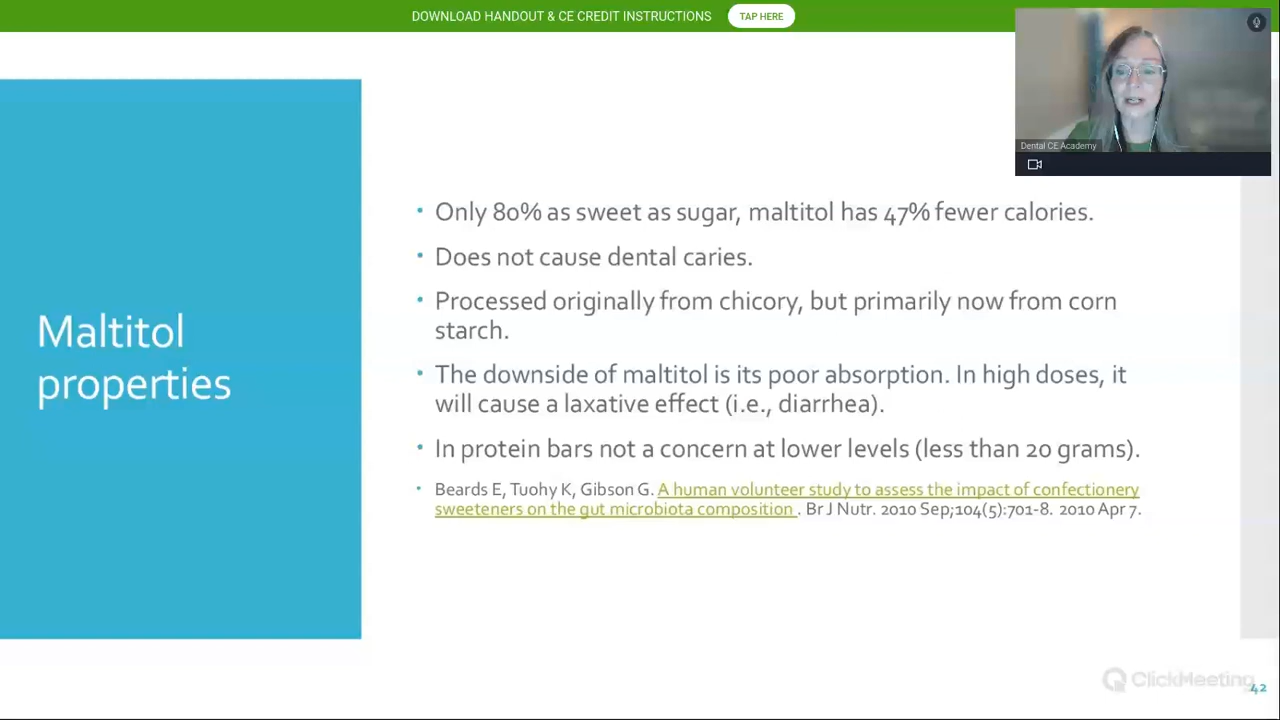 DOWNLOAD HANDOUT & CE CREDIT INSTRUCTIONS TAP HERE
Dental CE Academy
Maltitol
properties
• Only 80% as sweet as sugar, maltitol has 47% fewer calories.
• Does not cause dental caries.
• Processed originally from chicory, but primarily now from corn
starch.
• The downside of maltitol is its poor absorption. In high doses, it
will cause a laxative effect (i.e., diarrhea).
• In protein bars not a concern at lower levels (less than 20 grams).
• Beards E, Tuohy K, Gibson G. A human volunteer study to assess the impact of confectionery
sweeteners on the gut microbiota composition . Br J Nutr. 2010 Sep;104(5):701-8. 2010 Apr 7.
ClickMeeting
42